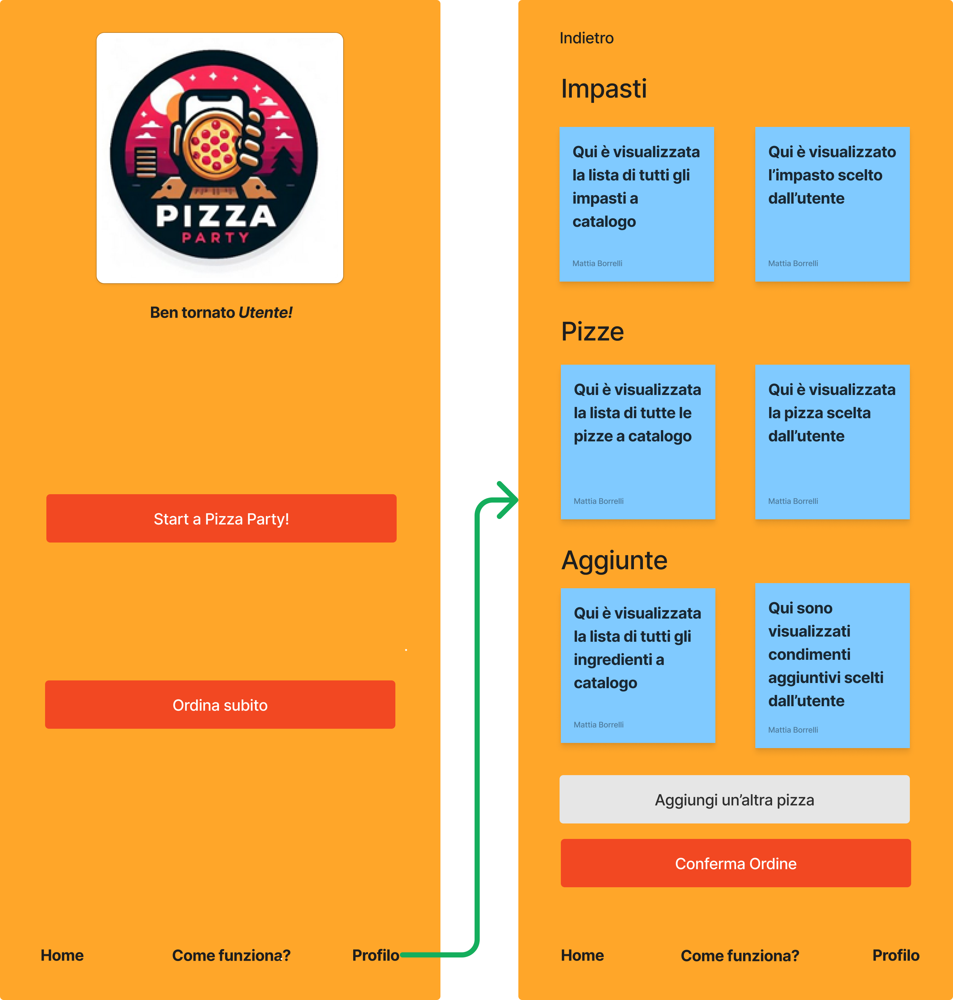 PIZZA
PARTY
Ben tornato Utente!
Start a Pizza Party!
Ordina subito
Home
Come funziona?
Profilo
Indietro
Impasti
Qui è visualizzata
la lista di tutti gli
impasti a
catalogo
Mattia Borrelli
Qui è visualizzato
l’impasto scelto
dall’utente
Mattia Borrelli
Pizze
Qui è visualizzata
la lista di tutte le
pizze a catalogo
Mattia Borrelli
Qui è visualizzata
la pizza scelta
dall’utente
Mattia Borrelli
Aggiunte
Qui è visualizzata
la lista di tutti gli
ingredienti a
catalogo
Mattia Borrelli
Qui sono
visualizzati
condimenti
aggiuntivi scelti
dall’utente
Mattia Borrelli
Aggiungi un’altra pizza
Conferma Ordine
Home
Come funziona?
Profilo